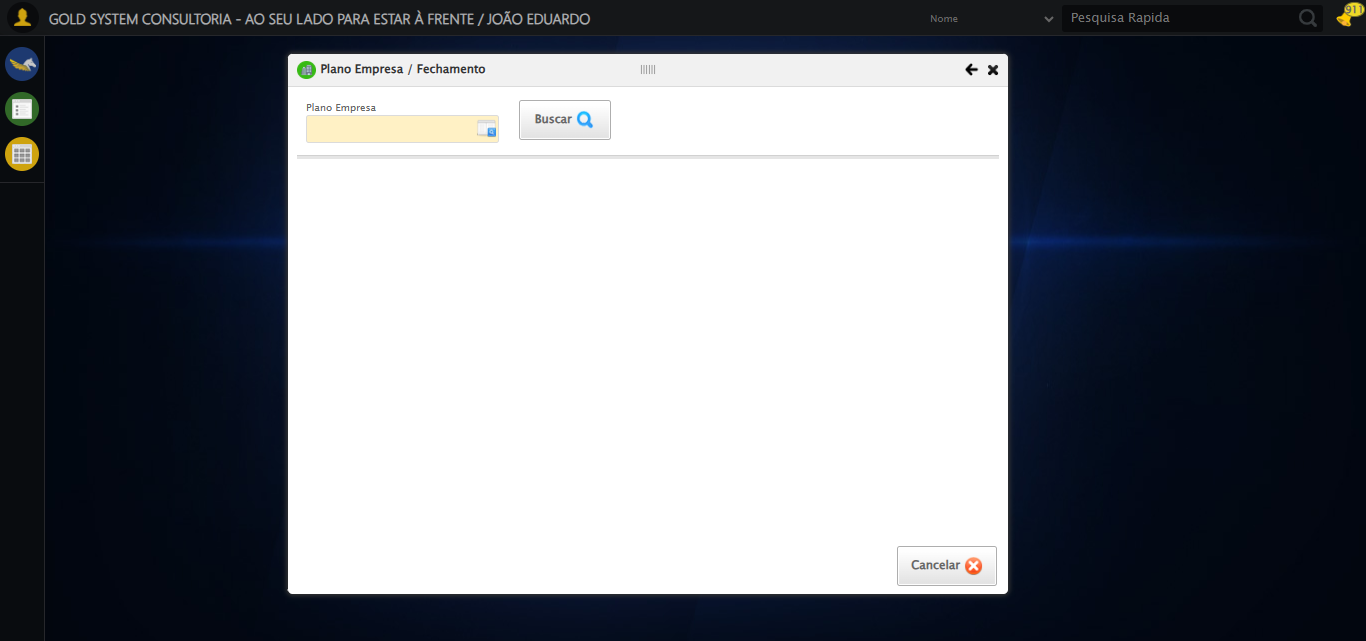 GOLD SYSTEM CONSULTORIA - AO SEU LADO PARA ESTAR À FRENTE / JOÃO EDUARDO
Nome
Pesquisa Rapida
911
Plano Empresa / Fechamento
Plano Empresa
Buscar
Cancelar